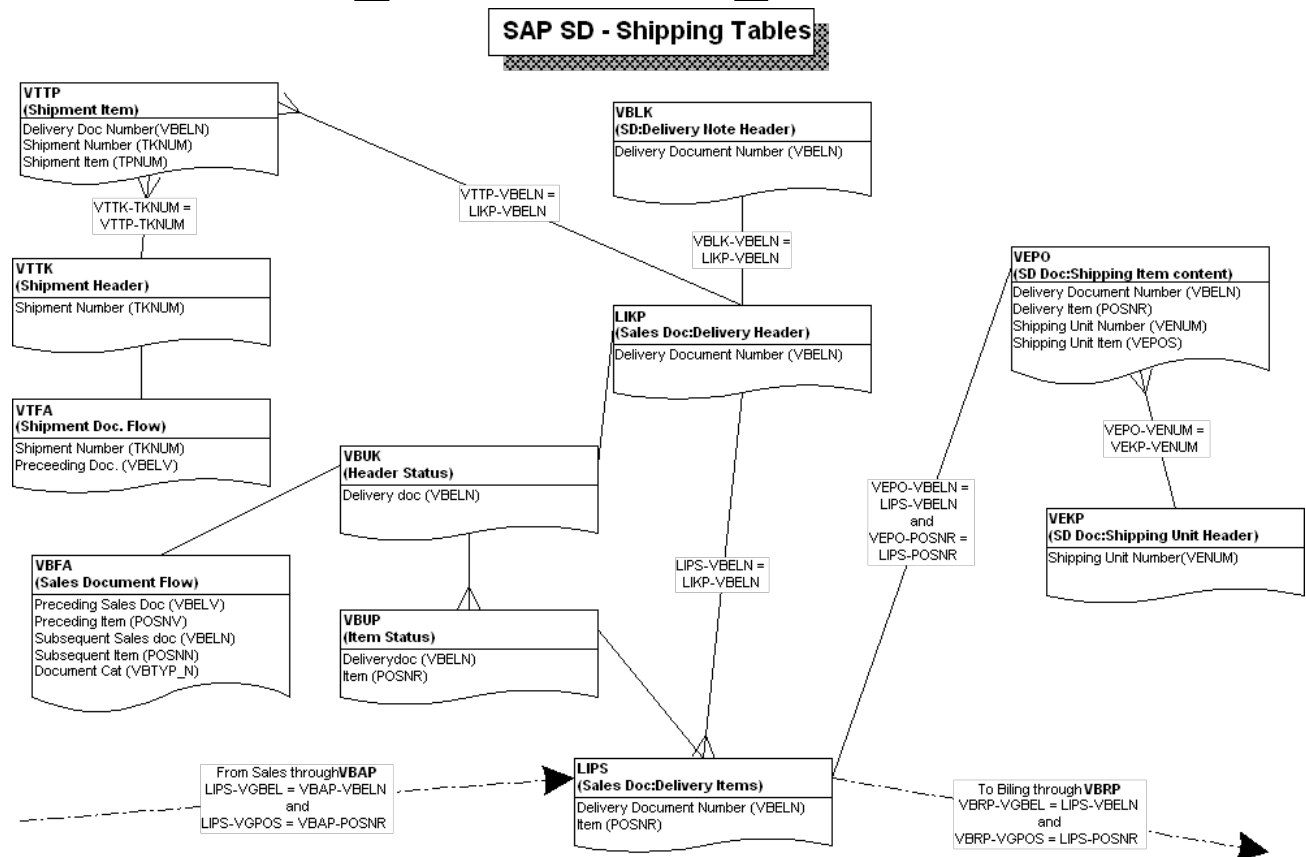 SAP SD - Shipping Tables
VTTP
(Shipment Item)
Delivery Doc Number(VBELN)
Shipment Number (TKNUM)
Shipment Item (TPNUM)
VBLK
(SD:Delivery Note Header)
Delivery Document Number (VBELN)
VTTP-VBELN =
LIKP-VBELN
VTTK-TKNUM =
VTTP-TKNUM
VBLK-VBELN =
LIKP-VBELN
VTTK
(Shipment Header)
Shipment Number (TKNUM)
VEPO
(SD Doc:Shipping Item content)
Delivery Document Number (VBELN)
Delivery Item (POSNR)
Shipping Unit Number (VENUM)
Shipping Unit Item (VEPOS)
LIKP
(Sales Doc:Delivery Header)
Delivery Document Number (VBELN)
VTFA
(Shipment Doc. Flow)
Shipment Number (TKNUM)
Preceeding Doc. (VBELV)
VBUK
(Header Status)
Delivery doc (VBELN)
VEPO-VENUM =
VEKP-VENUM
VEPO-VBELN =
LIPS-VBELN
and
VEPO-POSNR =
LIPS-POSNR
VEKP
(SD Doc:Shipping Unit Header)
Shipping Unit Number(VENUM)
VBFA
(Sales Document Flow)
Preceding Sales Doc (VBELV)
Preceding Item (POSNV)
Subsequent Sales doc (VBELN)
Subsequent Item (POSNN)
Document Cat (VBTYP_N)
LIPS-VBELN =
LIKP-VBELN
VBUP
(Item Status)
Deliverydoc (VBELN)
Item (POSNR)
From Sales throughVBAP
LIPS-VGBEL = VBAP-VBELN
and
LIPS-VGPOS = VBAP-POSNR
LIPS
(Sales Doc:Delivery Items)
Delivery Document Number (VBELN)
Item (POSNR)
To Biling through VBRP
VBRP-VGBEL = LIPS-VBELN
and
VBRP-VGPOS = LIPS-POSNR